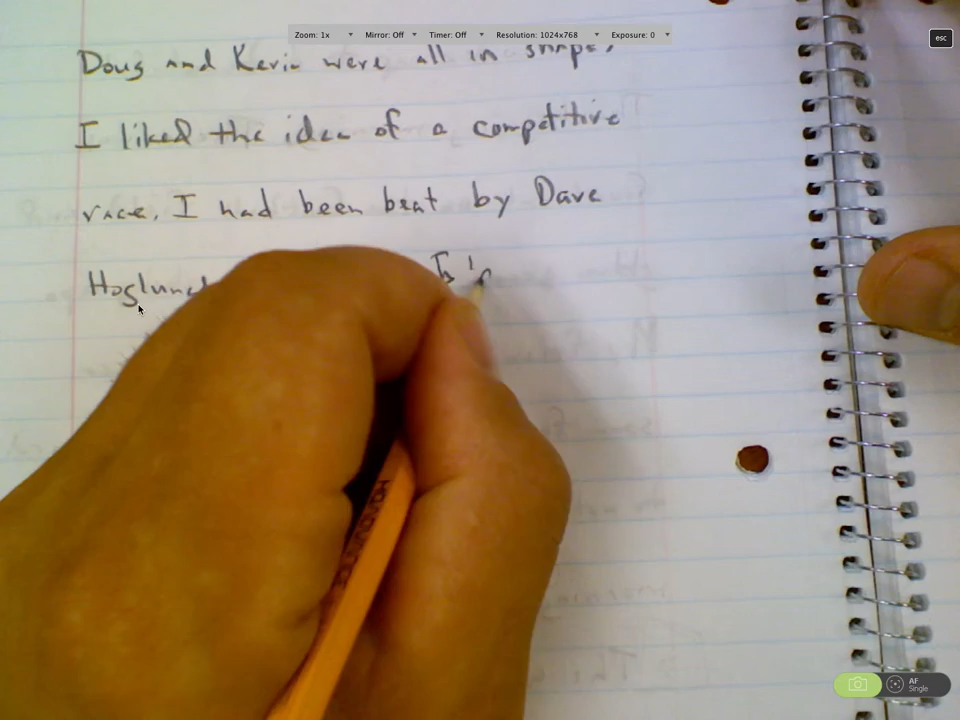 Zoom: 1x Mirror: Off Timer: Off Resolution: 1024x768 Exposure: 0
esc
Doug and Kevin were all in shape,
I liked the idea of a competitive
race. I had been beat by Dave
Hoglund
AF
Single